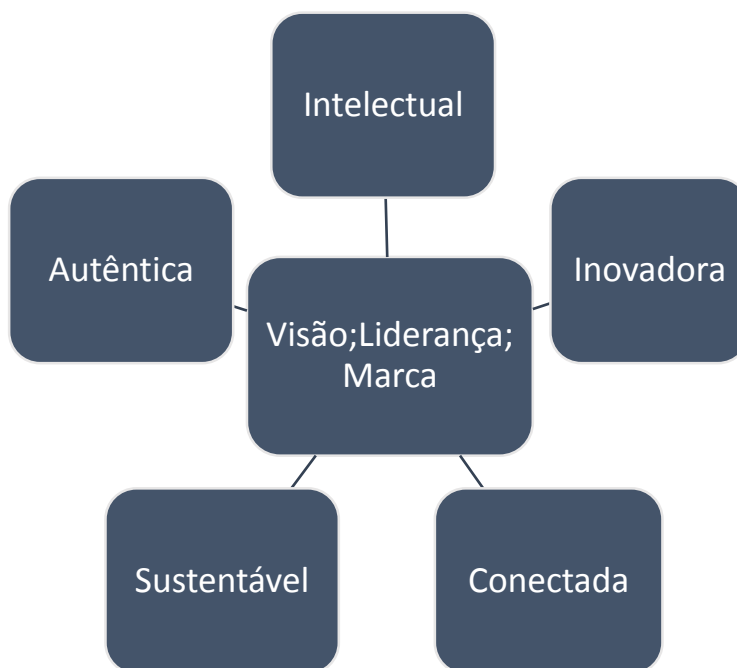 Intelectual
Autêntica
Inovadora
Visão;Liderança;
Marca
Sustentável
Conectada